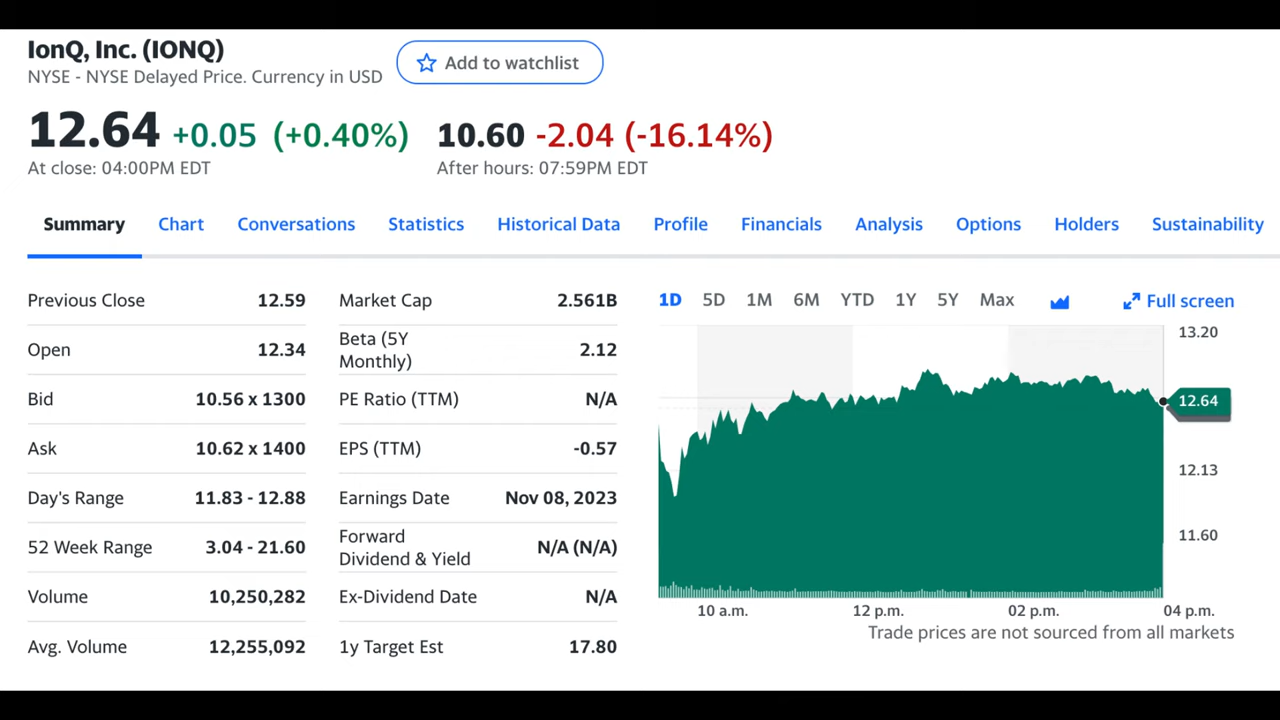 IonQ, Inc. (IONQ)
Add to watchlist
NYSE - NYSE Delayed Price. Currency in USD
12.64 +0.05 (+0.40%) 10.60 -2.04 (-16.14%)
At close: 04:00PM EDT After hours: 07:59PM EDT
Summary Chart Conversations Statistics Historical Data Profile Financials Analysis Options Holders Sustainability
Previous Close 12.59
Open 12.34
Bid 10.56 x 1300
Ask 10.62 x 1400
Day's Range 11.83 - 12.88
52 Week Range 3.04 - 21.60
Volume 10,250,282
Avg. Volume 12,255,092
Market Cap 2.561B
Beta (5Y
Monthly) 2.12
PE Ratio (TTM) N/A
EPS (TTM) -0.57
Earnings Date Nov 08, 2023
Forward
Dividend & Yield N/A (N/A)
Ex-Dividend Date N/A
1y Target Est 17.80
1D 5D 1M 6M YTD 1Y 5Y Max Full screen
13.20
12.64
12.13
11.60
10 a.m. 12 p.m. 02 p.m. 04 p.m.
Trade prices are not sourced from all markets